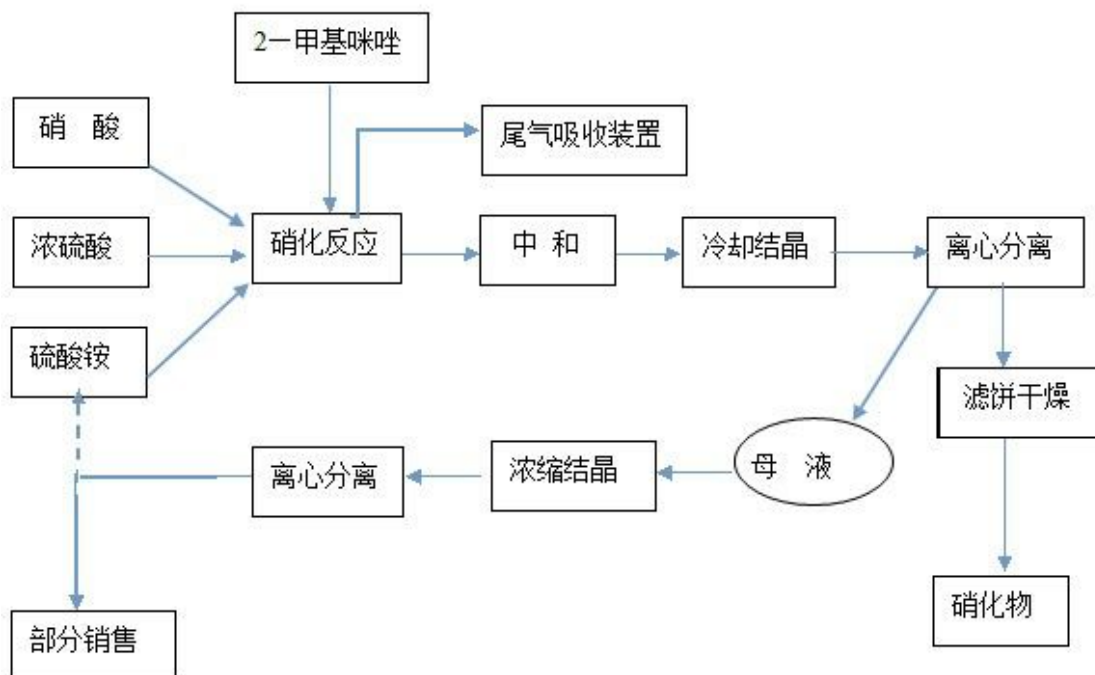 2一甲基咪唑
硝 酸
尾气吸收装置
浓硫酸
硝化反应
中 和
冷却结晶
离心分离
硫酸铵
滤饼干燥
离心分离
浓缩结晶
母 液
硝化物
部分销售